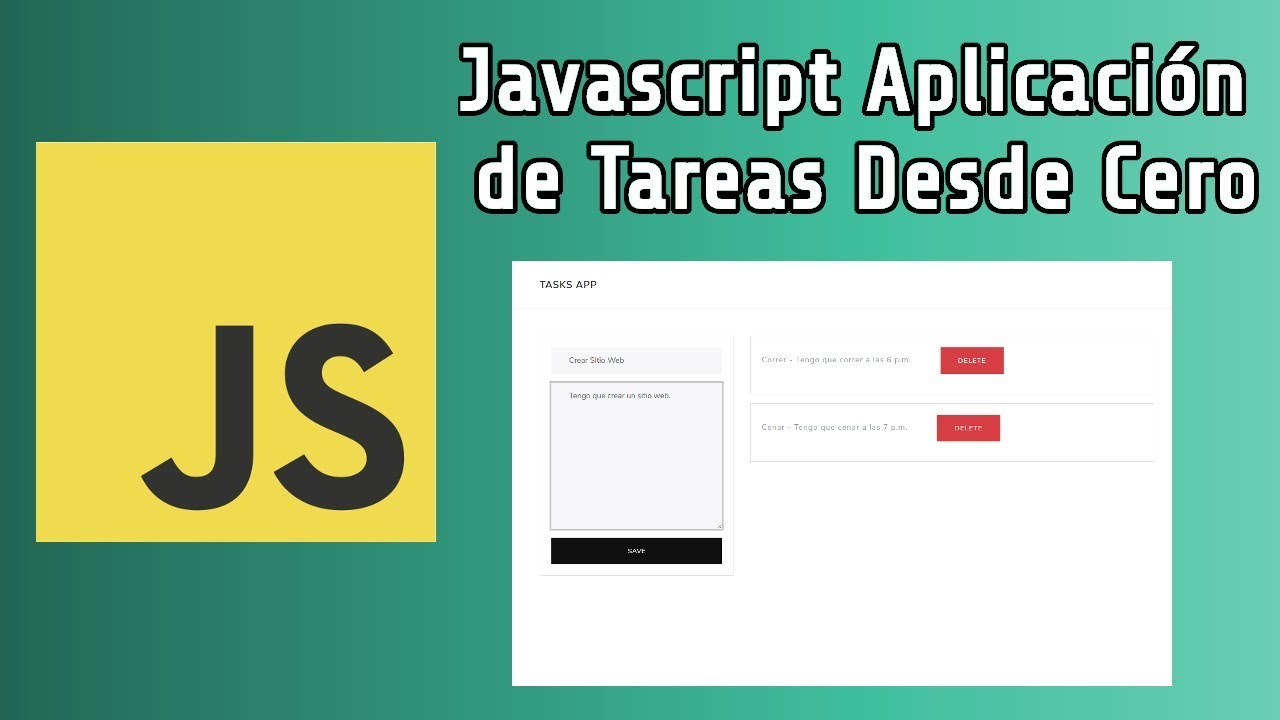 Javascript Aplicación
de Tareas Desde Cero
JS
TASKS APP
Crear Sitio Web
Tengo que crear un sitio web.
SAVE
Correr - Tengo que correr a las 6 p.m.
DELETE
Cenar - Tengo que cenar a las 7 p.m.
DELETE